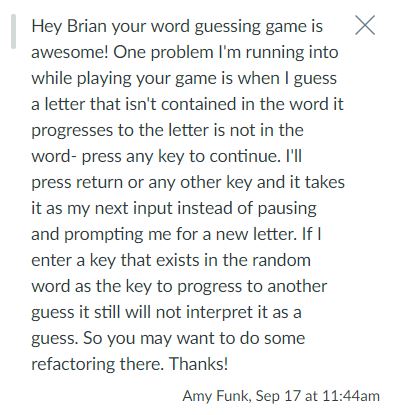 Hey Brian your word guessing game is
awesome! One problem I'm running into
while playing your game is when I guess
a letter that isn't contained in the word it
progresses to the letter is not in the
word- press any key to continue. I'll
press return or any other key and it takes
it as my next input instead of pausing
and prompting me for a new letter. If I
enter a key that exists in the random
word as the key to progress to another
guess it still will not interpret it as a
guess. So you may want to do some
refactoring there. Thanks!
Amy Funk, Sep 17 at 11:44am